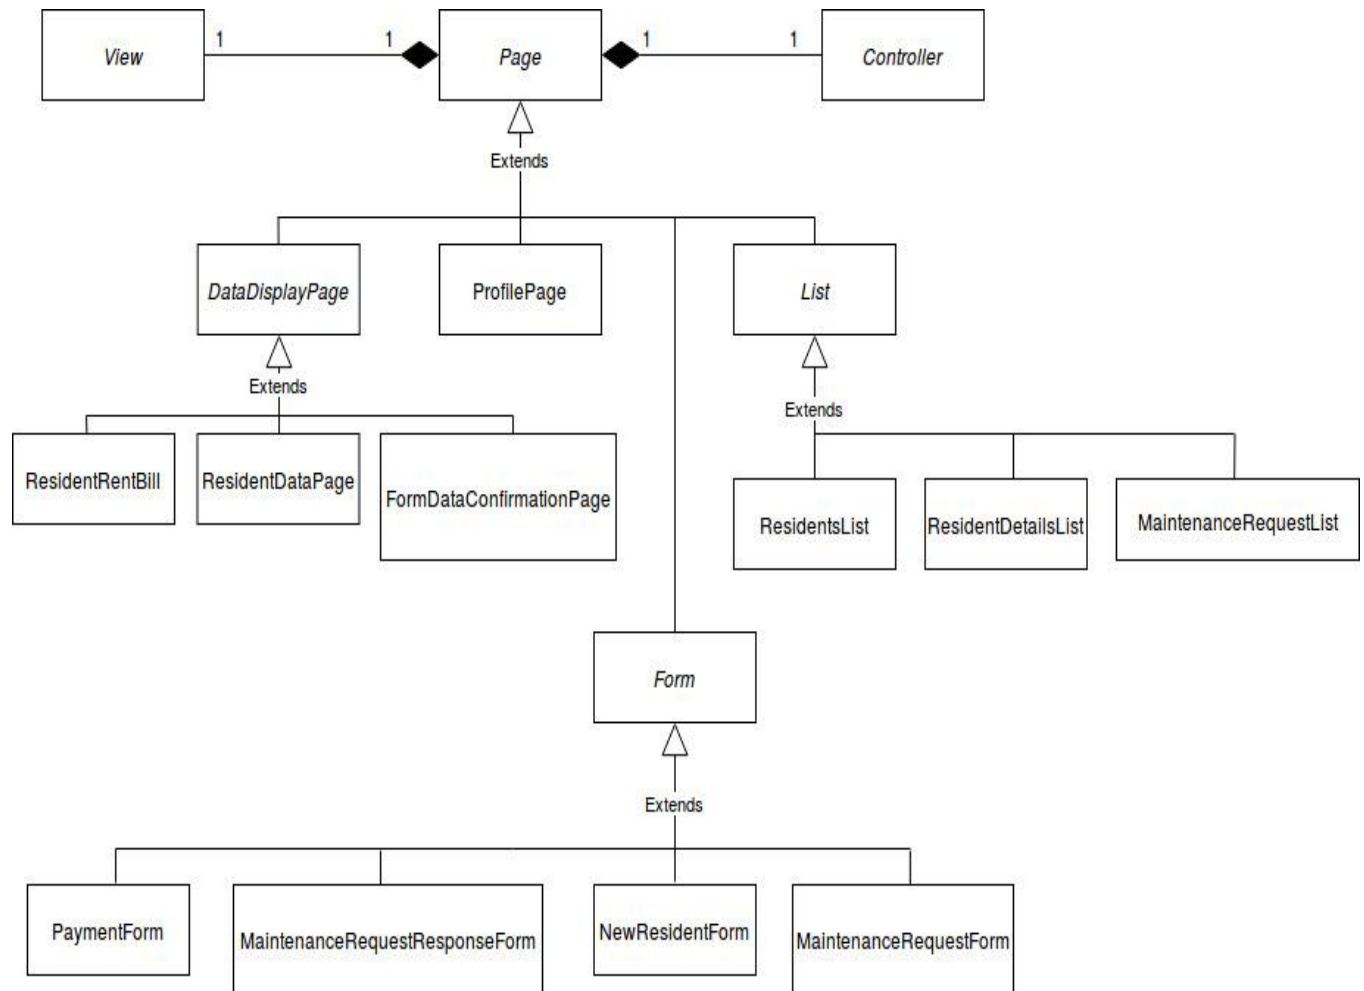 1
1
1
1
View
Page
Controller
Extends
DataDisplayPage
ProfilePage
List
Extends
Extends
ResidentRentBill
ResidentDataPage
FormDataConfirmationPage
ResidentsList
ResidentDetailsList
MaintenanceRequestList
Form
Extends
PaymentForm
MaintenanceRequestResponseForm
NewResidentForm
MaintenanceRequestForm